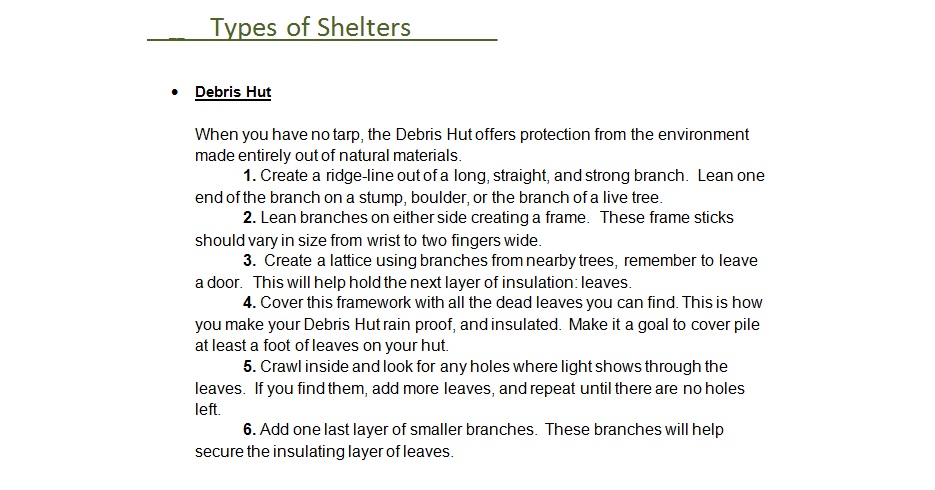 Types of Shelters
• Debris Hut
When you have no tarp, the Debris Hut offers protection from the environment
made entirely out of natural materials.
1. Create a ridge-line out of a long, straight, and strong branch. Lean one
end of the branch on a stump, boulder, or the branch of a live tree.
2. Lean branches on either side creating a frame. These frame sticks
should vary in size from wrist to two fingers wide.
3. Create a lattice using branches from nearby trees, remember to leave
a door. This will help hold the next layer of insulation: leaves.
4. Cover this framework with all the dead leaves you can find. This is how
you make your Debris Hut rain proof, and insulated. Make it a goal to cover pile
at least a foot of leaves on your hut.
5. Crawl inside and look for any holes where light shows through the
leaves. If you find them, add more leaves, and repeat until there are no holes
left.
6. Add one last layer of smaller branches. These branches will help
secure the insulating layer of leaves.